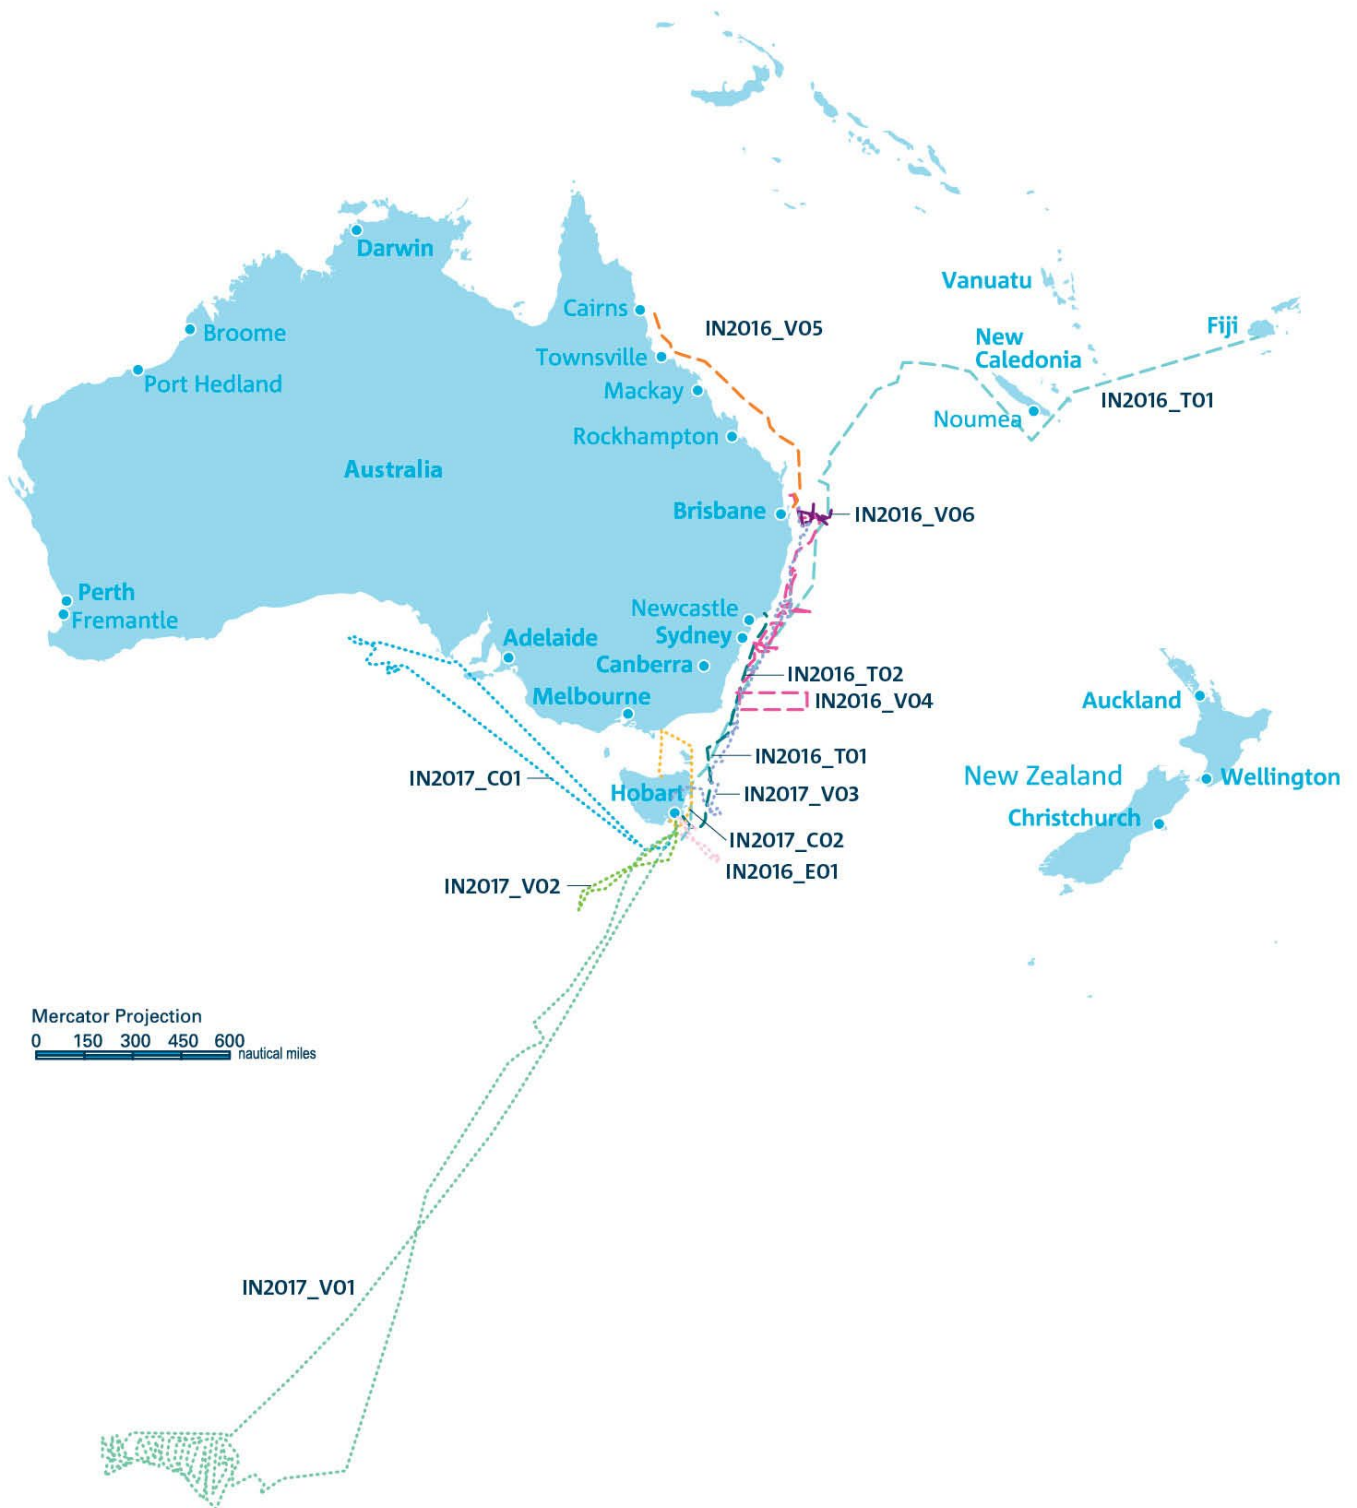 Darwin
Vanuatu
Cairns
IN2016_V05
Fiji
Broome
New
Caledonia
Townsville
Port Hedland
Mackay
IN2016_T01
Noumea
Rockhampton
Australia
Brisbane
IN2016_V06
Perth
Newcastle
Fremantle
Sydney
Adelaide
Canberra
IN2016_T02
Melbourne
IN2016_V04
Auckland
IN2016_T01
New Zealand
Wellington
IN2017_C01
Hobart
IN2017_V03
Christchurch
IN2017_C02
IN2016_E01
IN2017_V02
Mercator Projection
0 150 300 450 600
nautical miles
IN2017_V01